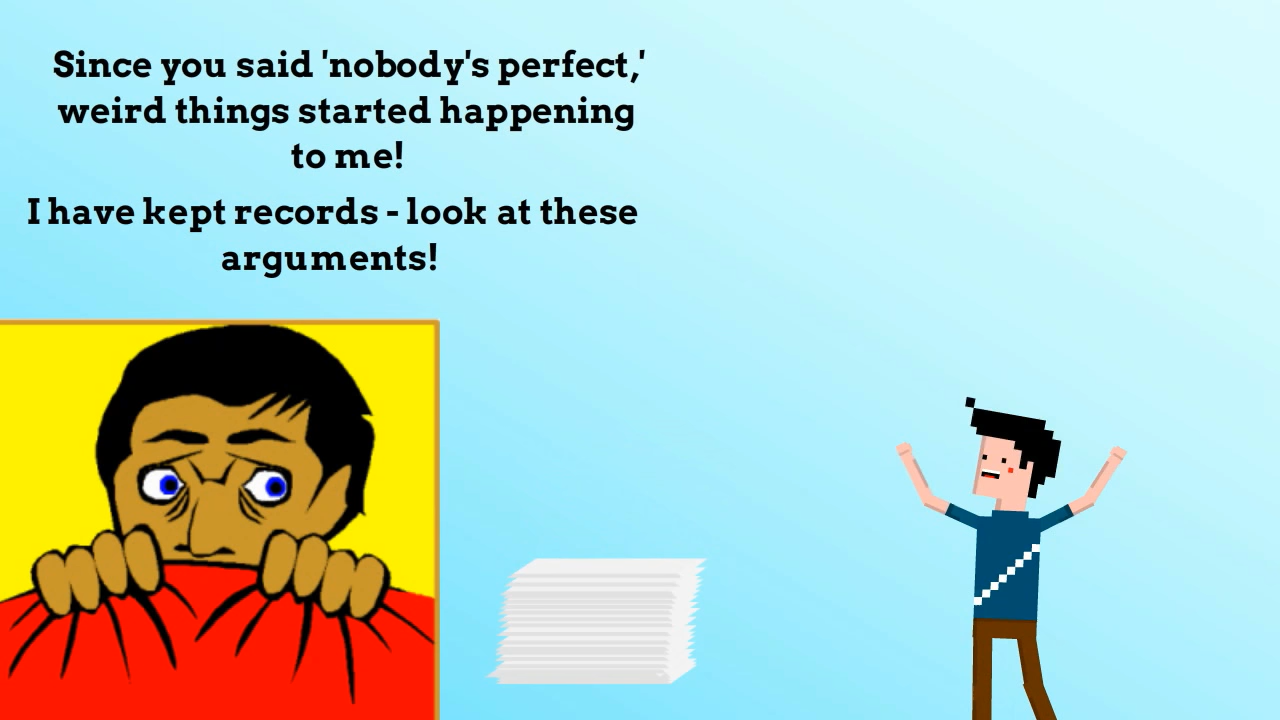 Since you said 'nobody's perfect,'
weird things started happening
to me!
I have kept records - look at these
arguments!